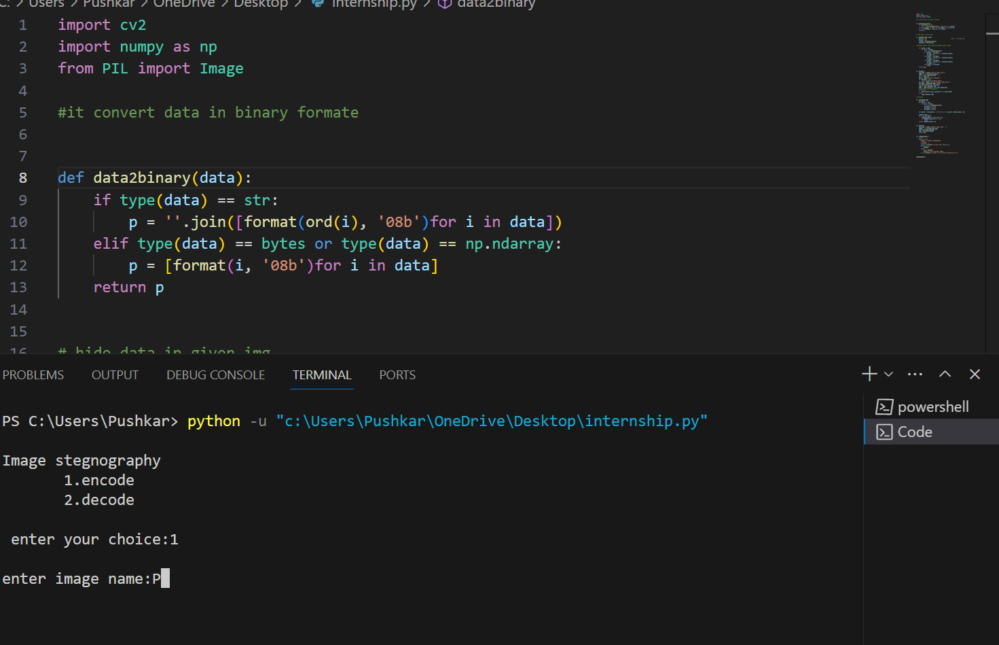 C: > Users > Pushkar > OneDrive > Desktop > internship.py > data2binary
1 import cv2
2 import numpy as np
3 from PIL import Image
4
5 #it convert data in binary formate
6
7
8 def data2binary(data):
9     if type(data) == str:
10         p = ''.join([format(ord(i), '08b')for i in data])
11     elif type(data) == bytes or type(data) == np.ndarray:
12         p = [format(i, '08b')for i in data]
13     return p
14
15
16 # hide data in given img
PROBLEMS OUTPUT DEBUG CONSOLE TERMINAL PORTS
PS C:\Users\Pushkar> python -u "c:\Users\Pushkar\OneDrive\Desktop\internship.py"
powershell
Code
Image stegnography
1.encode
2.decode
enter your choice:1
enter image name:P